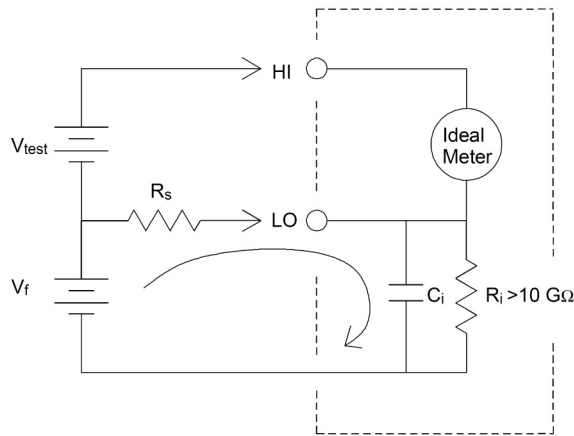 HI
Ideal
Meter
Vtest
Rs
LO
Vf
Ci
Ri >10 GΩ